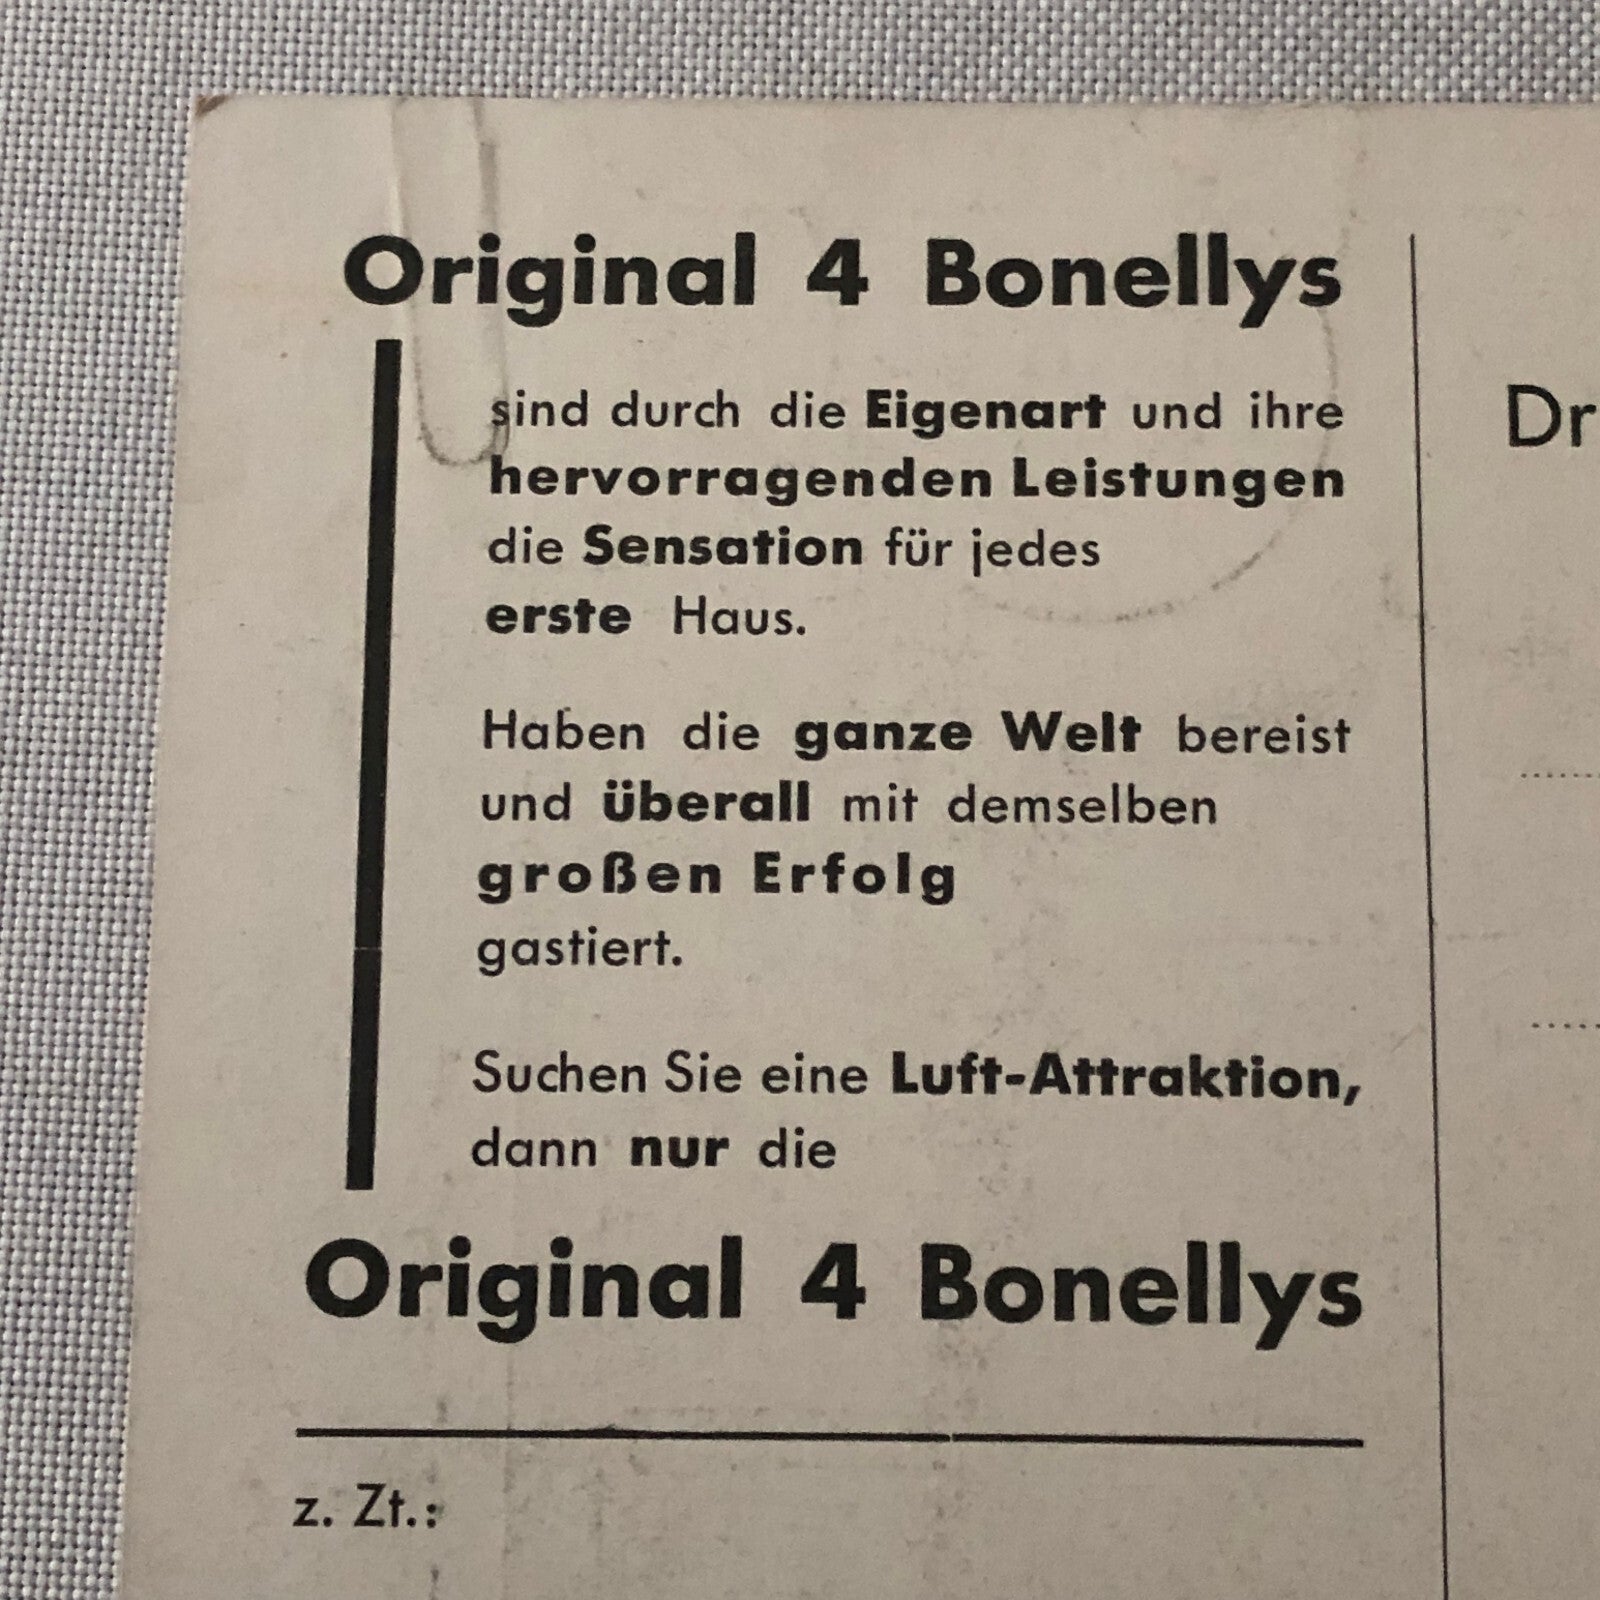 Original 4 Bonellys
sind durch die Eigenart und ihre
hervorragenden Leistungen
die Sensation für jedes
erste Haus.
Haben die ganze Welt bereist
und überall mit demselben
großen Erfolg
gastiert.
Suchen Sie eine Luft-Attraktion,
dann nur die
Original 4 Bonellys
z. Zt.:
Dr